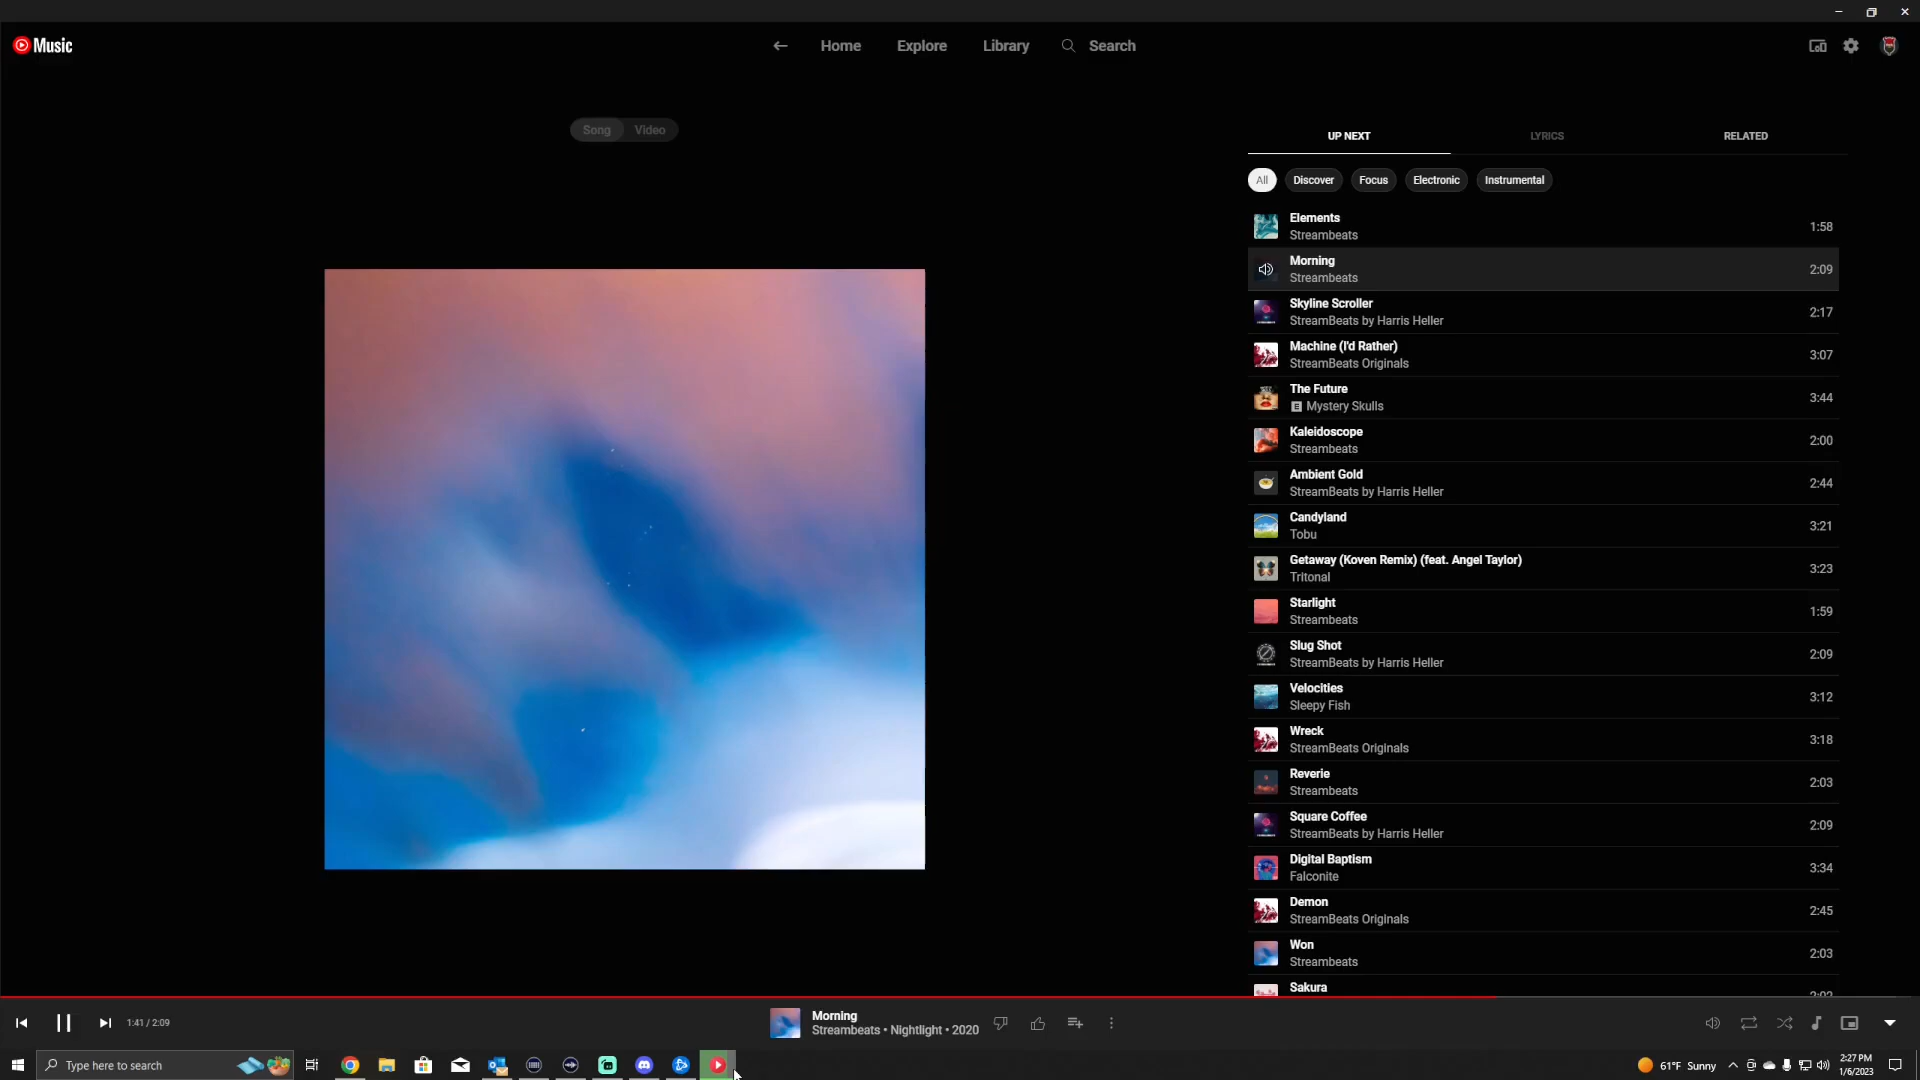 Music
Home
Explore
Library
Search
Song
Video
UP NEXT
LYRICS
RELATED
All
Discover
Focus
Electronic
Instrumental
Elements
Streambeats
1:58
Morning
Streambeats
2:09
Skyline Scroller
StreamBeats by Harris Heller
2:17
Machine (I'd Rather)
StreamBeats Originals
3:07
The Future
E Mystery Skulls
3:44
Kaleidoscope
Streambeats
2:00
Ambient Gold
StreamBeats by Harris Heller
2:44
Candyland
Tobu
3:21
Getaway (Koven Remix) (feat. Angel Taylor)
Tritonal
3:23
Starlight
Streambeats
1:59
Slug Shot
StreamBeats by Harris Heller
2:09
Velocities
Sleepy Fish
3:12
Wreck
StreamBeats Originals
3:18
Reverie
Streambeats
2:03
Square Coffee
StreamBeats by Harris Heller
2:09
Digital Baptism
Falconite
3:34
Demon
StreamBeats Originals
2:45
Won
Streambeats
2:03
Sakura
1:41 / 2:09
Morning
Streambeats • Nightlight • 2020
Type here to search
61°F Sunny
2:27 PM
1/6/2023